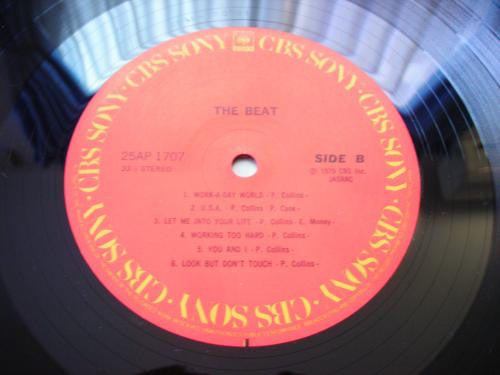 CBS SONY · CBS SONY · CBS SONY · CBS SONY · CBS SONY · CBS SONY · CBS SONY
THE BEAT
25AP 1707
SIDE B
33⅓ STEREO
Ⓟ 1979 CBS Inc.
JASRAC
1. WORK-A-DAY WORLD - P. Collins -
2. U.S.A. - P. Collins P. Case -
3. LET ME INTO YOUR LIFE - P. Collins - E. Money -
4. WORKING TOO HARD - P. Collins -
5. YOU AND I - P. Collins -
6. LOOK BUT DON'T TOUCH - P. Collins -